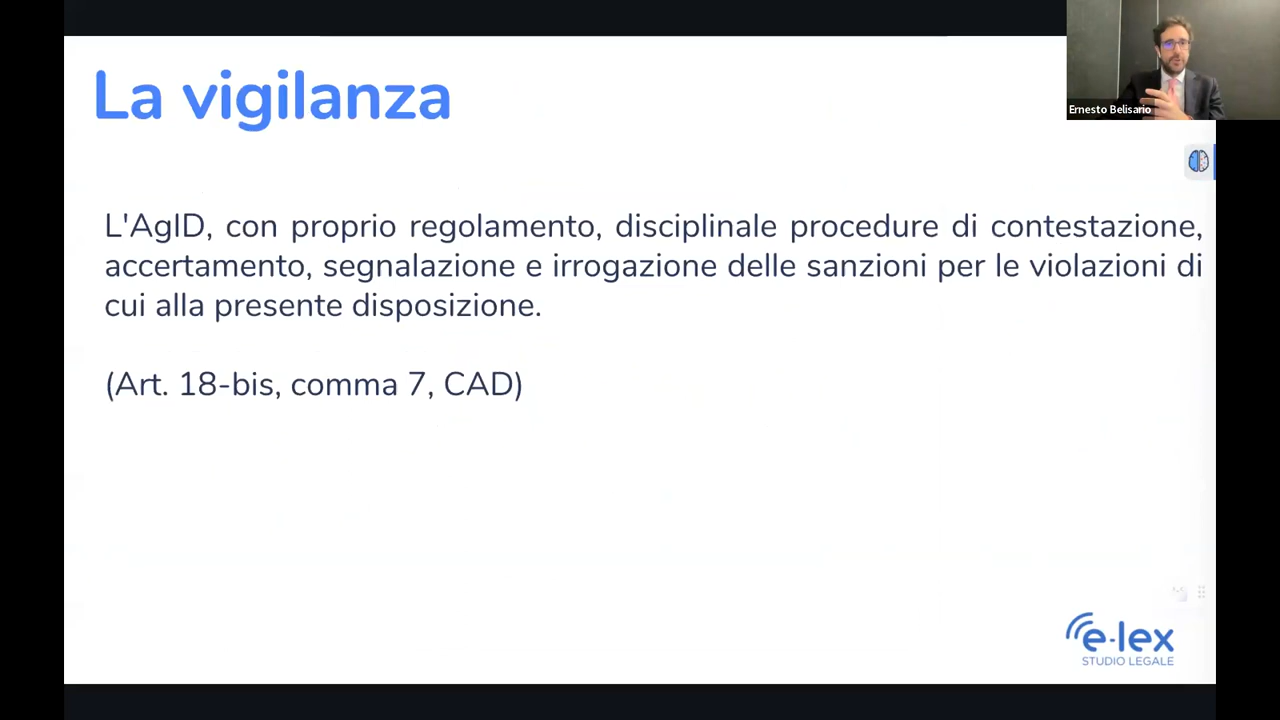 La vigilanza
Ernesto Belisario
L'AgID, con proprio regolamento, disciplinale procedure di contestazione,
accertamento, segnalazione e irrogazione delle sanzioni per le violazioni di
cui alla presente disposizione.
(Art. 18-bis, comma 7, CAD)
e-lex
STUDIO LEGALE